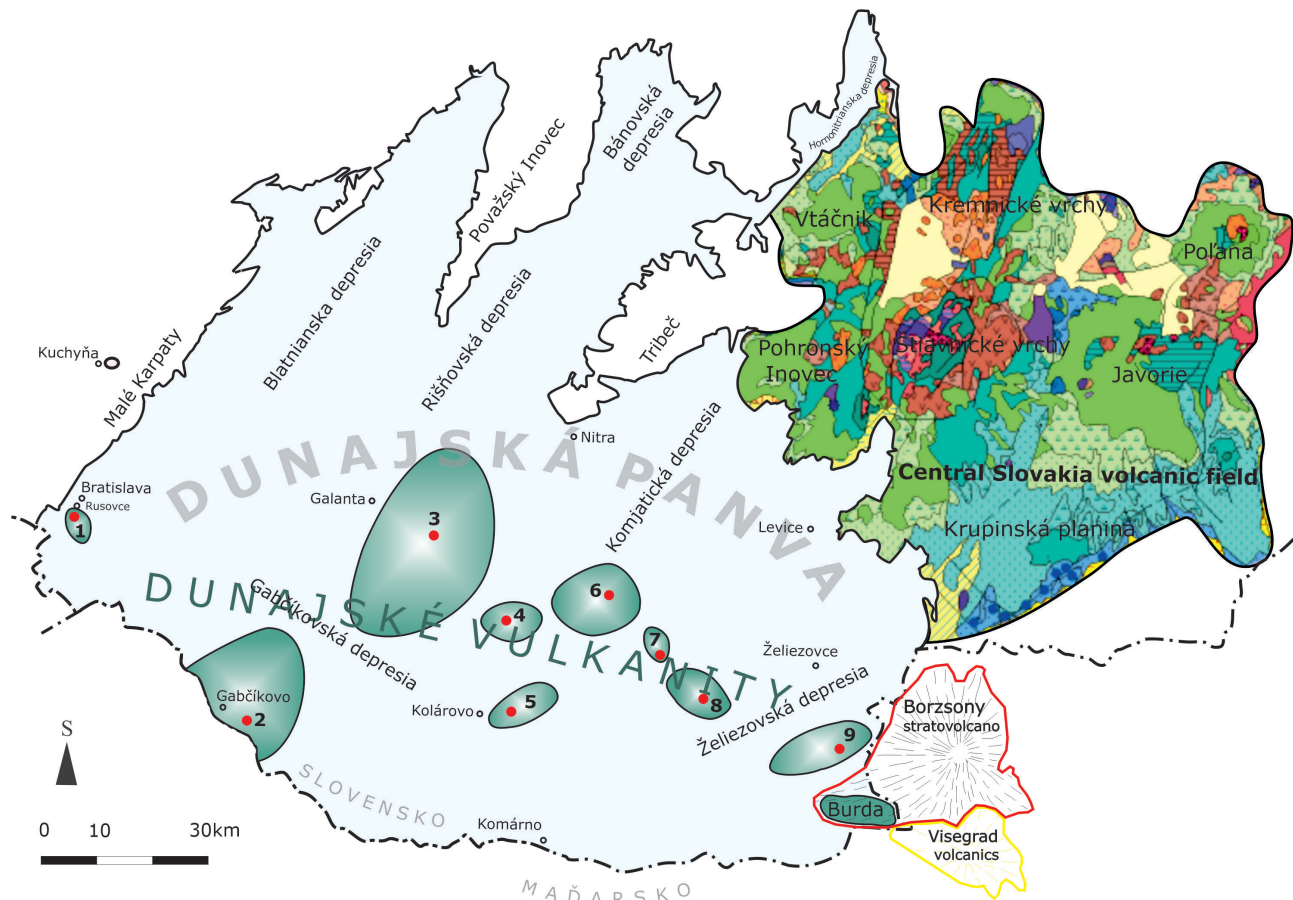 Homonitrianska depresia
Bánovská
depresia
Považský Inovec
Vtáčnik
Kremnické vrchy
Poľana
Blatnianska depresia
Rišňovská depresia
Tribeč
Malé Karpaty
Kuchyňa
Pohronský
Inovec
Štiavnické vrchy
Javorie
Komjatická depresia
Nitra
DUNAJSKÁ PANVA
Central Slovakia volcanic field
Bratislava
Rusovce
1
Galanta
3
Levice
Krupinská planina
DUNAJSKÉ VULKANITY
Gabčíkovská depresia
4
6
7
Želiezovce
Gabčíkovo
2
Kolárovo
5
8
Želiezovská depresia
9
Borzsony
stratovolcano
S
SLOVENSKO
Burda
0 10 30km
Komárno
Visegrad
volcanics
MAĎARSKO